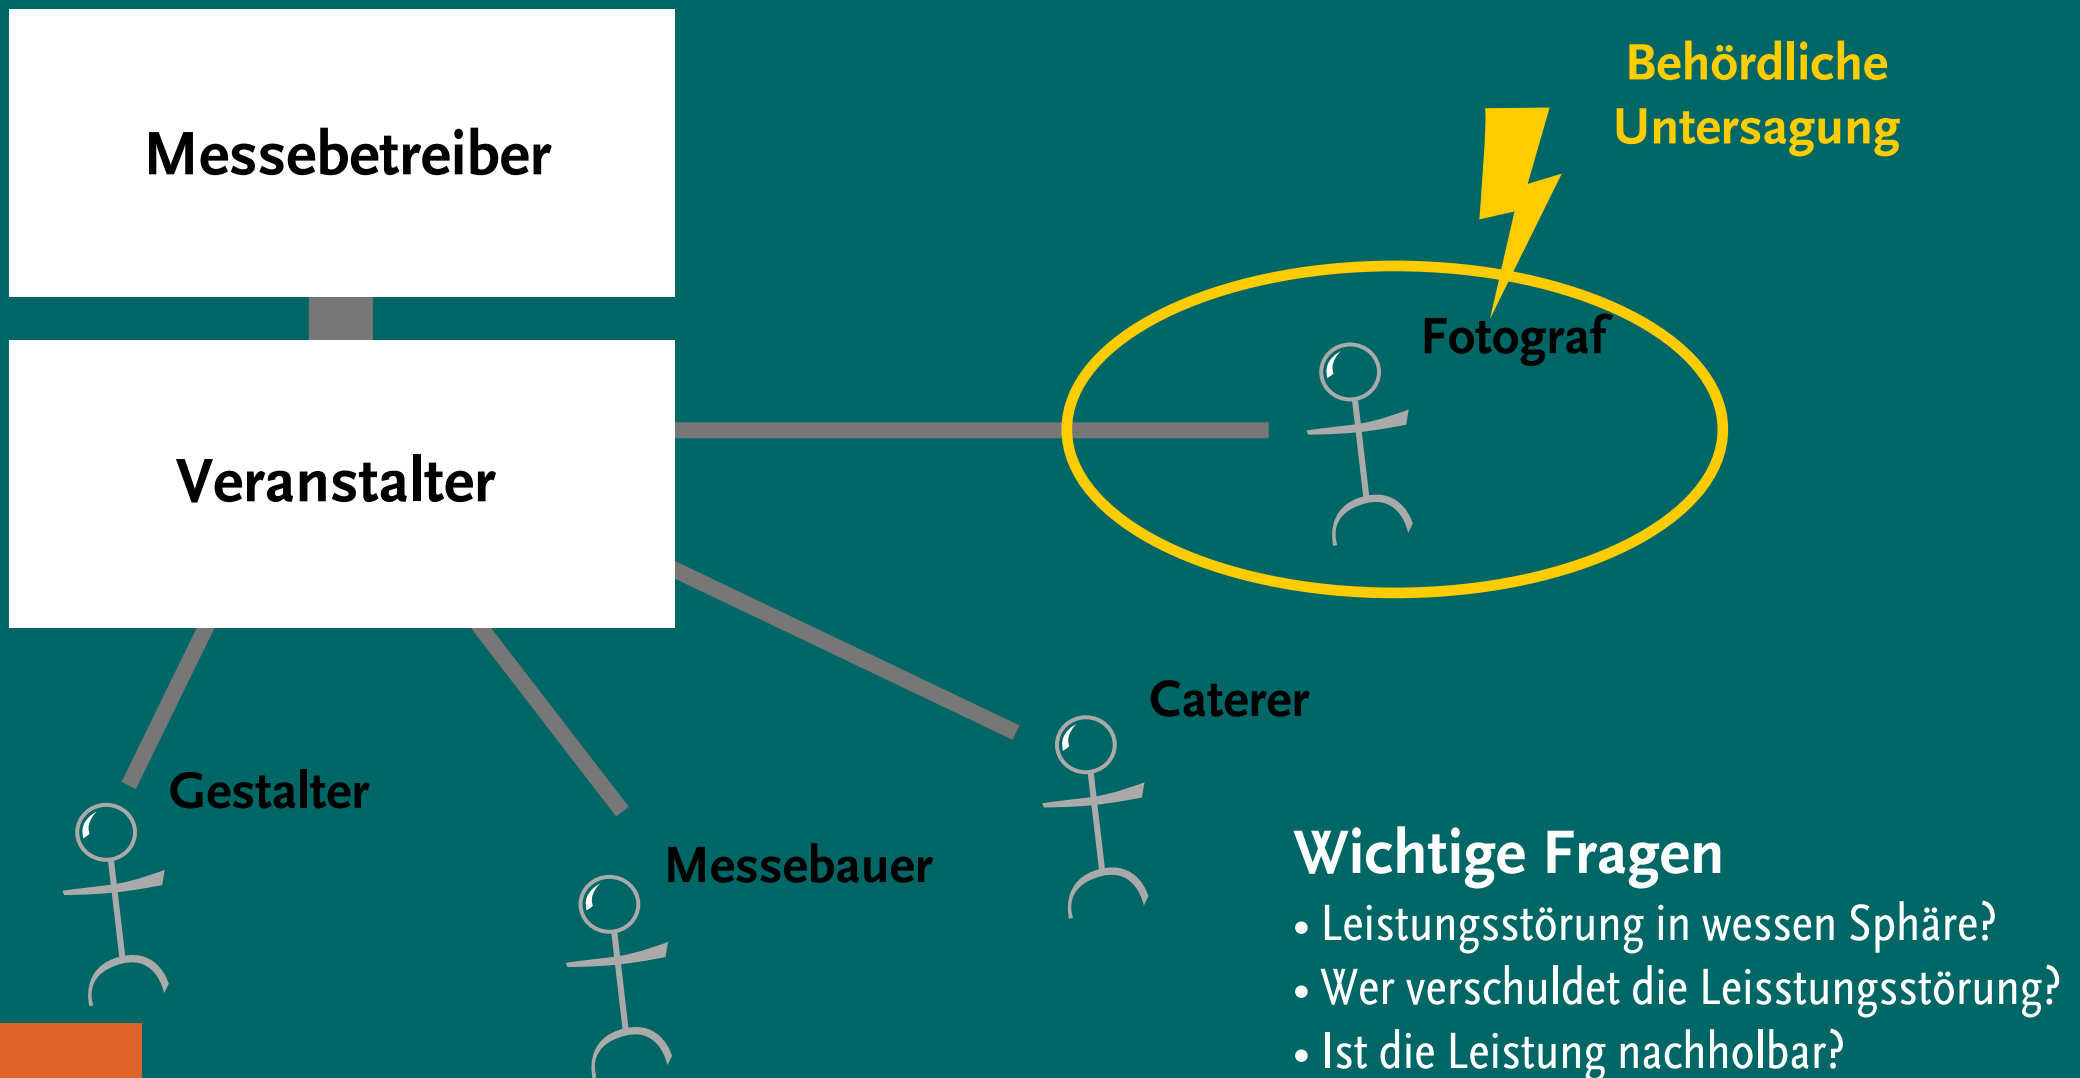 Messebetreiber
Behördliche
Untersagung
Fotograf
Veranstalter
Caterer
Gestalter
Messebauer
Wichtige Fragen
• Leistungsstörung in wessen Sphäre?
• Wer verschuldet die Leisstungsstörung?
• Ist die Leistung nachholbar?